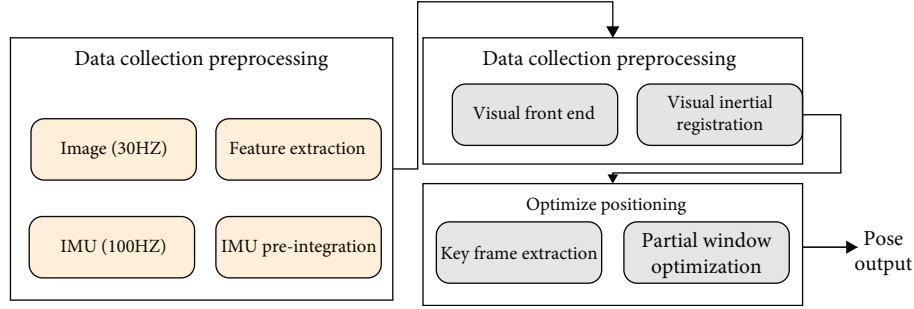 Data collection preprocessing
Image (30HZ)
Feature extraction
IMU (100HZ)
IMU pre-integration
Data collection preprocessing
Visual front end
Visual inertial
registration
Optimize positioning
Key frame extraction
Partial window
optimization
Pose
output